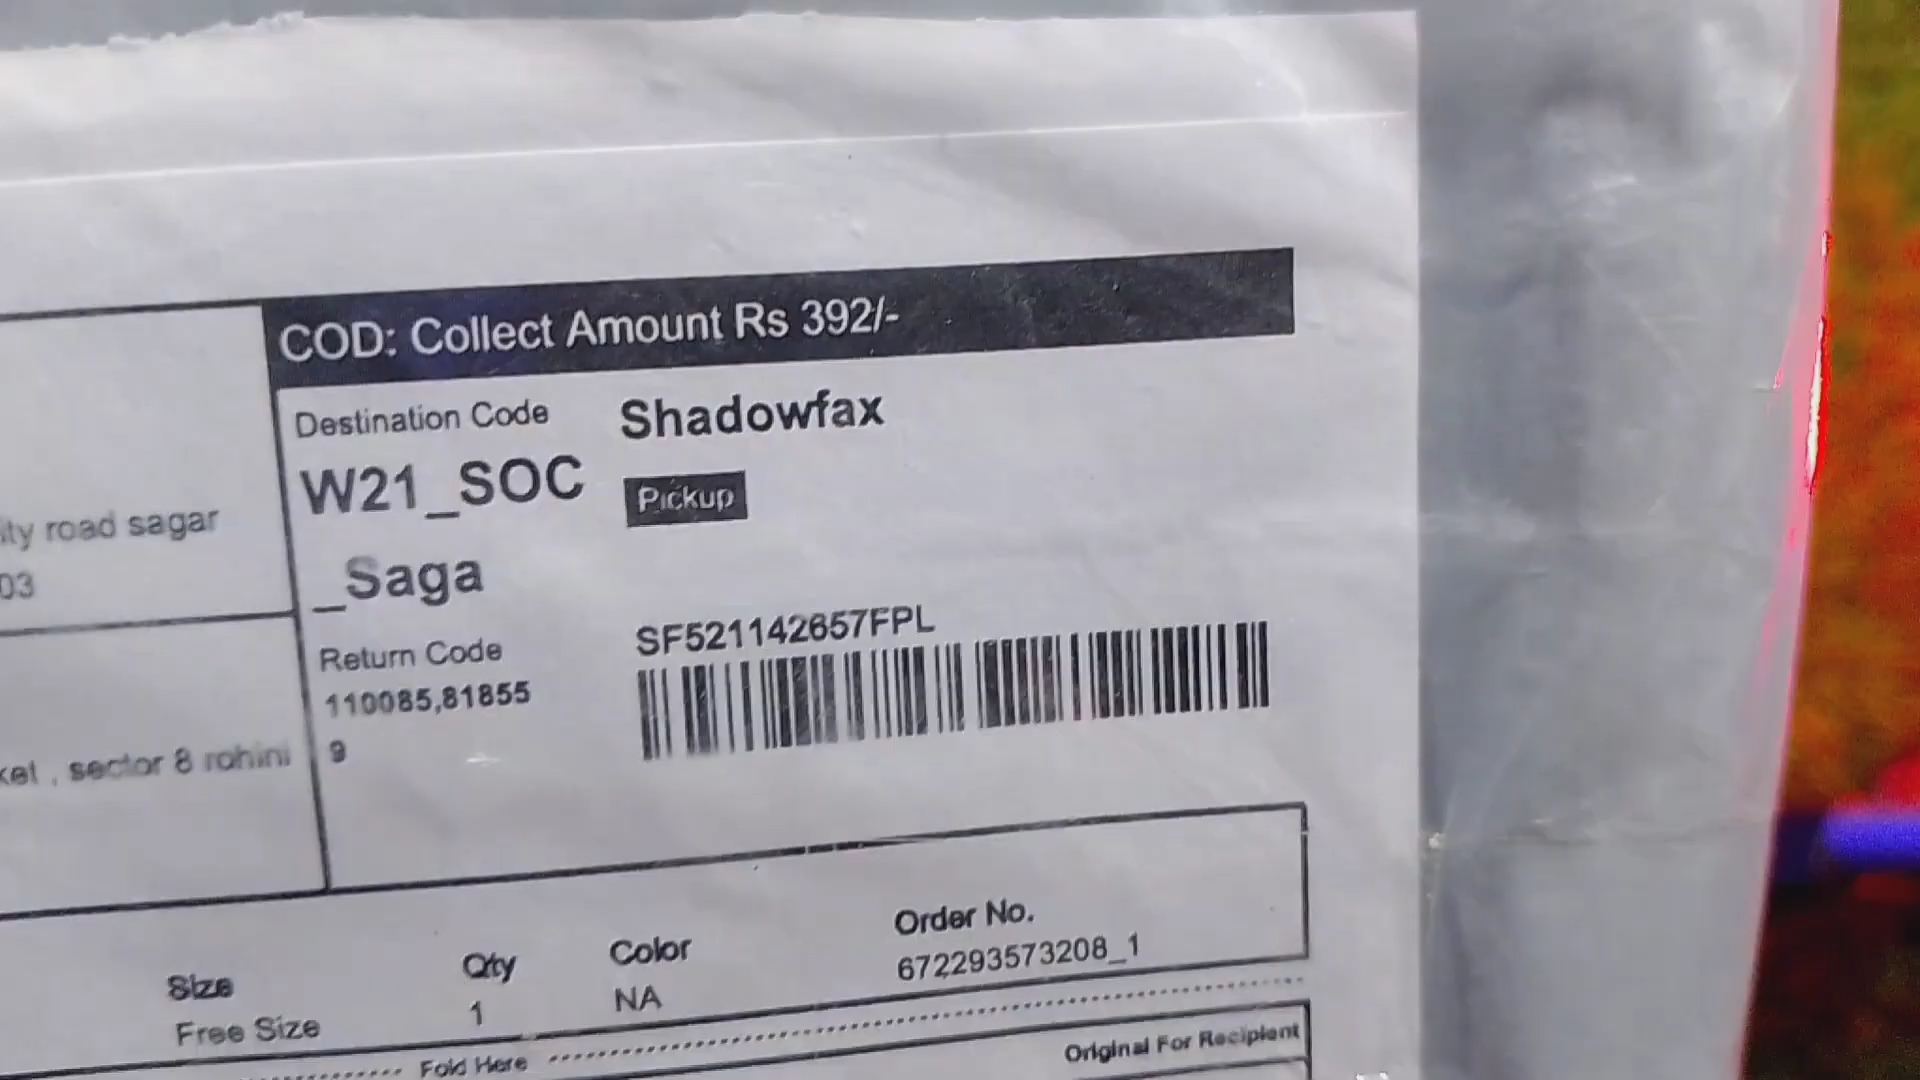 COD: Collect Amount Rs 392/-
Destination Code
W21_SOC
_Saga
Shadowfax
Pickup
ity road sagar
03
Return Code
110085,81855
9
SF521142657FPL
ket , sector 8 rohini
Size
Free Size
Qty
1
Color
NA
Order No.
672293573208_1
Fold Here
Original For Recipient